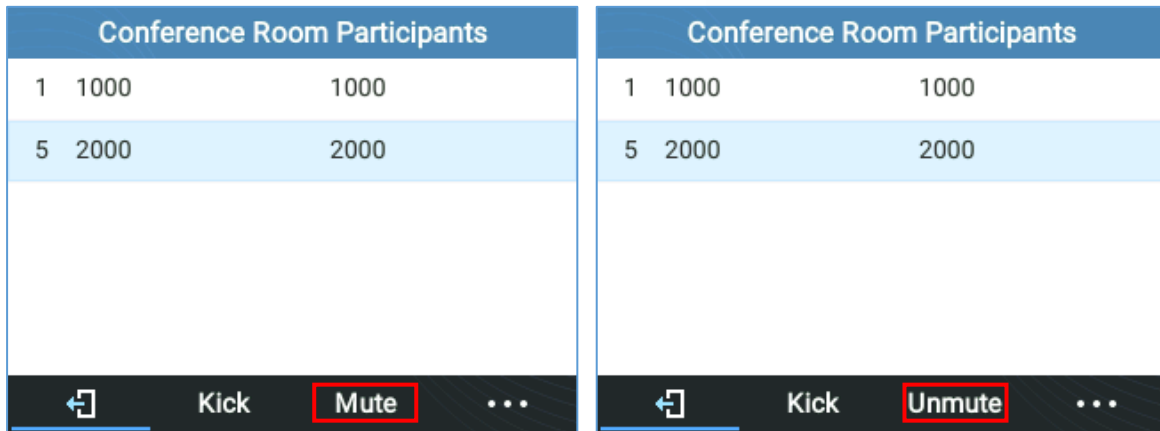 Conference Room Participants
1 1000 1000
5 2000 2000
Kick Mute ...
Conference Room Participants
1 1000 1000
5 2000 2000
Kick Unmute ...